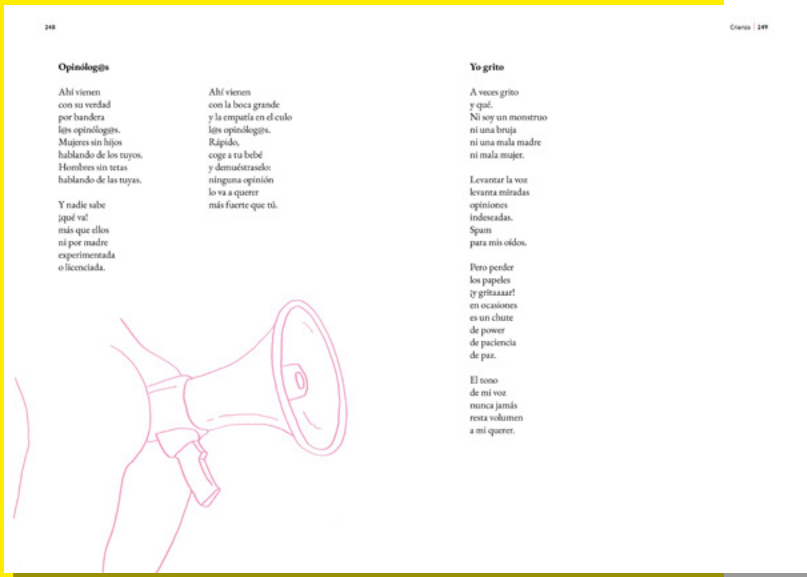 248
Opinólog@s
Ahí vienen
con su verdad
por bandera
l@s opinólog@s.
Mujeres sin hijos
hablando de los tuyos.
Hombres sin tetas
hablando de las tuyas.
Y nadie sabe
¡qué va!
más que ellos
ni por madre
experimentada
o licenciada.
Ahí vienen
con la boca grande
y la empatía en el culo
l@s opinólog@s.
Rápido,
coge a tu bebé
y demuéstraselo:
ninguna opinión
lo va a querer
más fuerte que tú.
Crianza | 249
Yo grito
A veces grito
y qué.
Ni soy un monstruo
ni una bruja
ni una mala madre
ni mala mujer.
Levantar la voz
levanta miradas
opiniones
indeseadas.
Spam
para mis oídos.
Pero perder
los papeles
¡y gritaaaar!
en ocasiones
es un chute
de power
de paciencia
de paz.
El tono
de mi voz
nunca jamás
resta volumen
a mi querer.